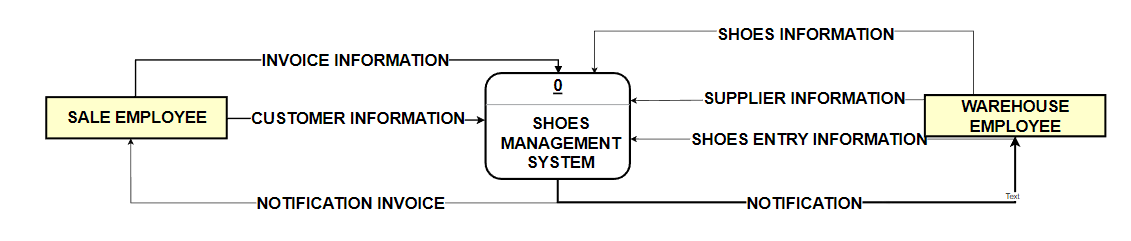 SHOES INFORMATION
INVOICE INFORMATION
0
SUPPLIER INFORMATION
WAREHOUSE
EMPLOYEE
SALE EMPLOYEE
CUSTOMER INFORMATION
SHOES
MANAGEMENT
SYSTEM
SHOES ENTRY INFORMATION
Text
NOTIFICATION INVOICE
NOTIFICATION